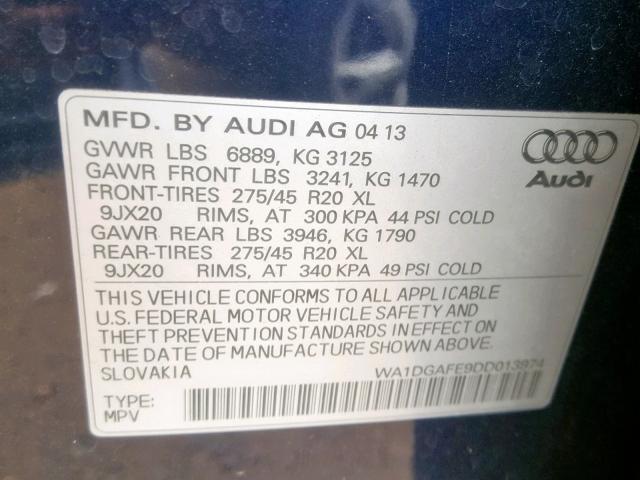 MFD. BY AUDI AG 04 13
GVWR LBS 6889, KG 3125
GAWR FRONT LBS 3241, KG 1470
FRONT-TIRES 275/45 R20 XL
9JX20 RIMS, AT 300 KPA 44 PSI COLD
GAWR REAR LBS 3946, KG 1790
REAR-TIRES 275/45 R20 XL
9JX20 RIMS, AT 340 KPA 49 PSI COLD
Audi
THIS VEHICLE CONFORMS TO ALL APPLICABLE
U.S. FEDERAL MOTOR VEHICLE SAFETY AND
THEFT PREVENTION STANDARDS IN EFFECT ON
THE DATE OF MANUFACTURE SHOWN ABOVE.
SLOVAKIA
WA1DGAFE9DD013974
TYPE:
MPV